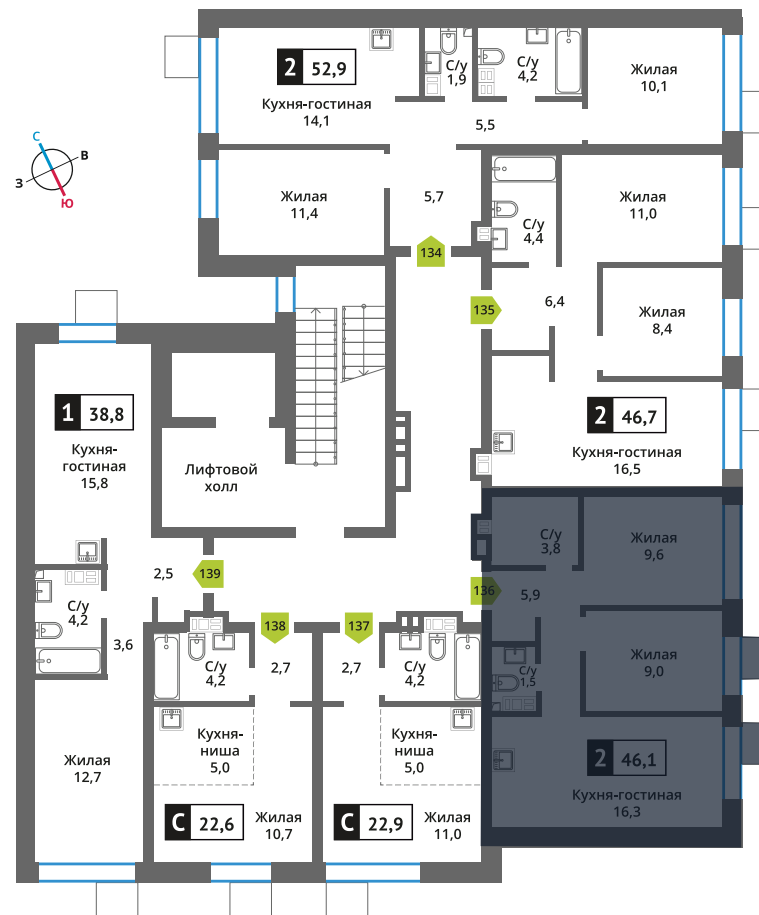 2 52,9
Кухня-гостиная
14,1
С/у
1,9
С/у
4,2
Жилая
10,1
5,5
С
В
З
Ю
Жилая
11,4
5,7
С/у
4,4
Жилая
11,0
134
135
6,4
Жилая
8,4
1 38,8
Кухня-
гостиная
15,8
Лифтовой
холл
2 46,7
Кухня-гостиная
16,5
С/у
3,8
Жилая
9,6
2,5
139
136
5,9
С/у
4,2
3,6
138
137
С/у
4,2
2,7
2,7
С/у
4,2
С/у
1,5
Жилая
9,0
Кухня-
ниша
5,0
Кухня-
ниша
5,0
Жилая
12,7
2 46,1
Кухня-гостиная
16,3
С 22,6
Жилая
10,7
С 22,9
Жилая
11,0